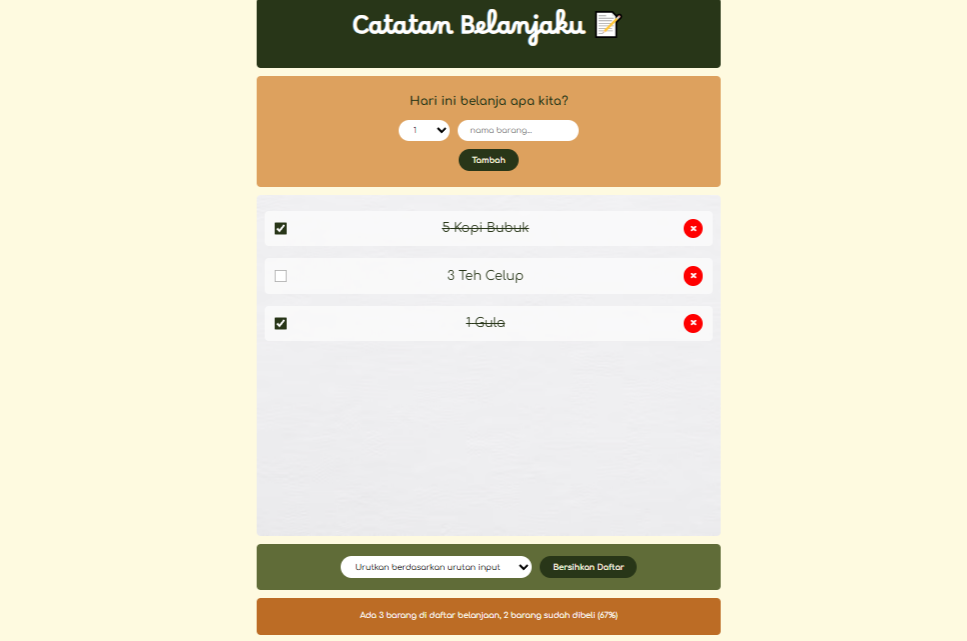 Catatan Belanjaku 📝
Hari ini belanja apa kita?
1 nama barang...
Tambah
5 Kopi Bubuk
3 Teh Celup
1 Gula
Urutkan berdasarkan urutan input Bersihkan Daftar
Ada 3 barang di daftar belanjaan, 2 barang sudah dibeli (67%)